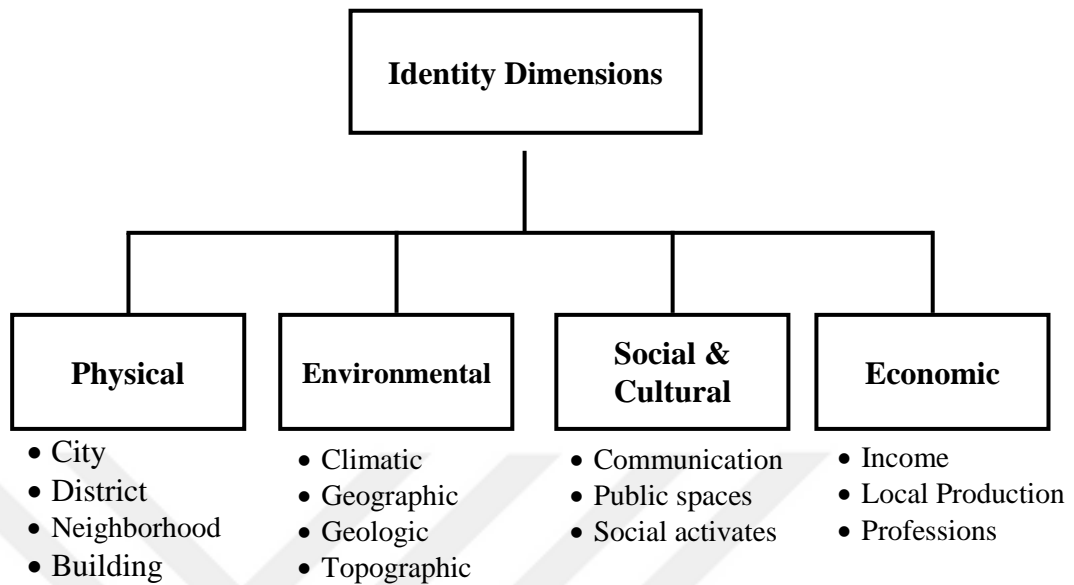 Identity Dimensions
Physical
• City
• District
• Neighborhood
• Building
Environmental
• Climatic
• Geographic
• Geologic
• Topographic
Social &
Cultural
• Communication
• Public spaces
• Social activates
Economic
• Income
• Local Production
• Professions